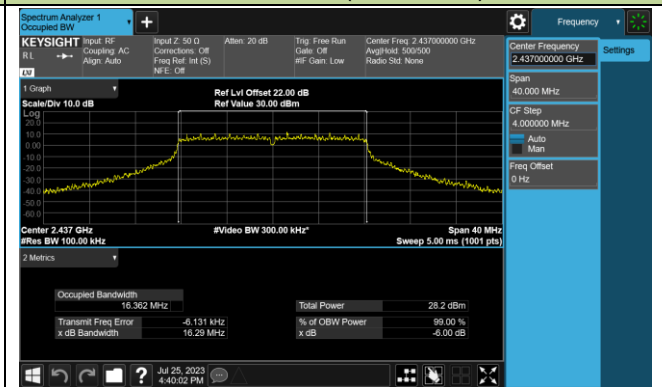 Spectrum Analyzer 1
Occupied BW
+
Frequency
KEYSIGHT
RL
LXI
Input: RF
Coupling: AC
Align: Auto
Input Z: 50 Ω
Corrections: Off
Freq Ref: Int (S)
NFE: Off
Atten: 20 dB
Trig: Free Run
Gate: Off
#IF Gain: Low
Center Freq: 2.437000000 GHz
Avg|Hold: 500/500
Radio Std: None
Center Frequency
2.437000000 GHz
Settings
Span
40.000 MHz
CF Step
4.000000 MHz
Auto
Man
Freq Offset
0 Hz
1 Graph
Scale/Div 10.0 dB
Ref Lvl Offset 22.00 dB
Ref Value 30.00 dBm
Log
20.0
10.0
0.00
-10.0
-20.0
-30.0
-40.0
-50.0
-60.0
Center 2.437 GHz
#Res BW 100.00 kHz
#Video BW 300.00 kHz*
Span 40 MHz
Sweep 5.00 ms (1001 pts)
2 Metrics
Occupied Bandwidth
16.362 MHz
Total Power 28.2 dBm
Transmit Freq Error -6.131 kHz
% of OBW Power 99.00 %
x dB Bandwidth 16.29 MHz
x dB -6.00 dB
?
Jul 25, 2023
4:40:02 PM